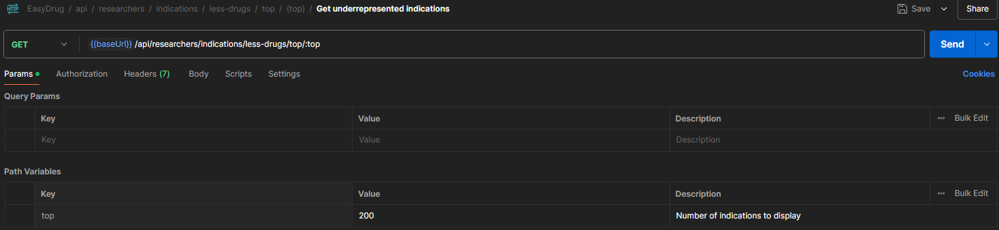 HTTP EasyDrug / api / researchers / indications / less-drugs / top / {top} / Get underrepresented indications Save Share
GET {{baseUrl}} /api/researchers/indications/less-drugs/top/:top Send
Params Authorization Headers (7) Body Scripts Settings Cookies
Query Params
Key Value Description ••• Bulk Edit
Key Value Description
Path Variables
Key Value Description ••• Bulk Edit
top 200 Number of indications to display